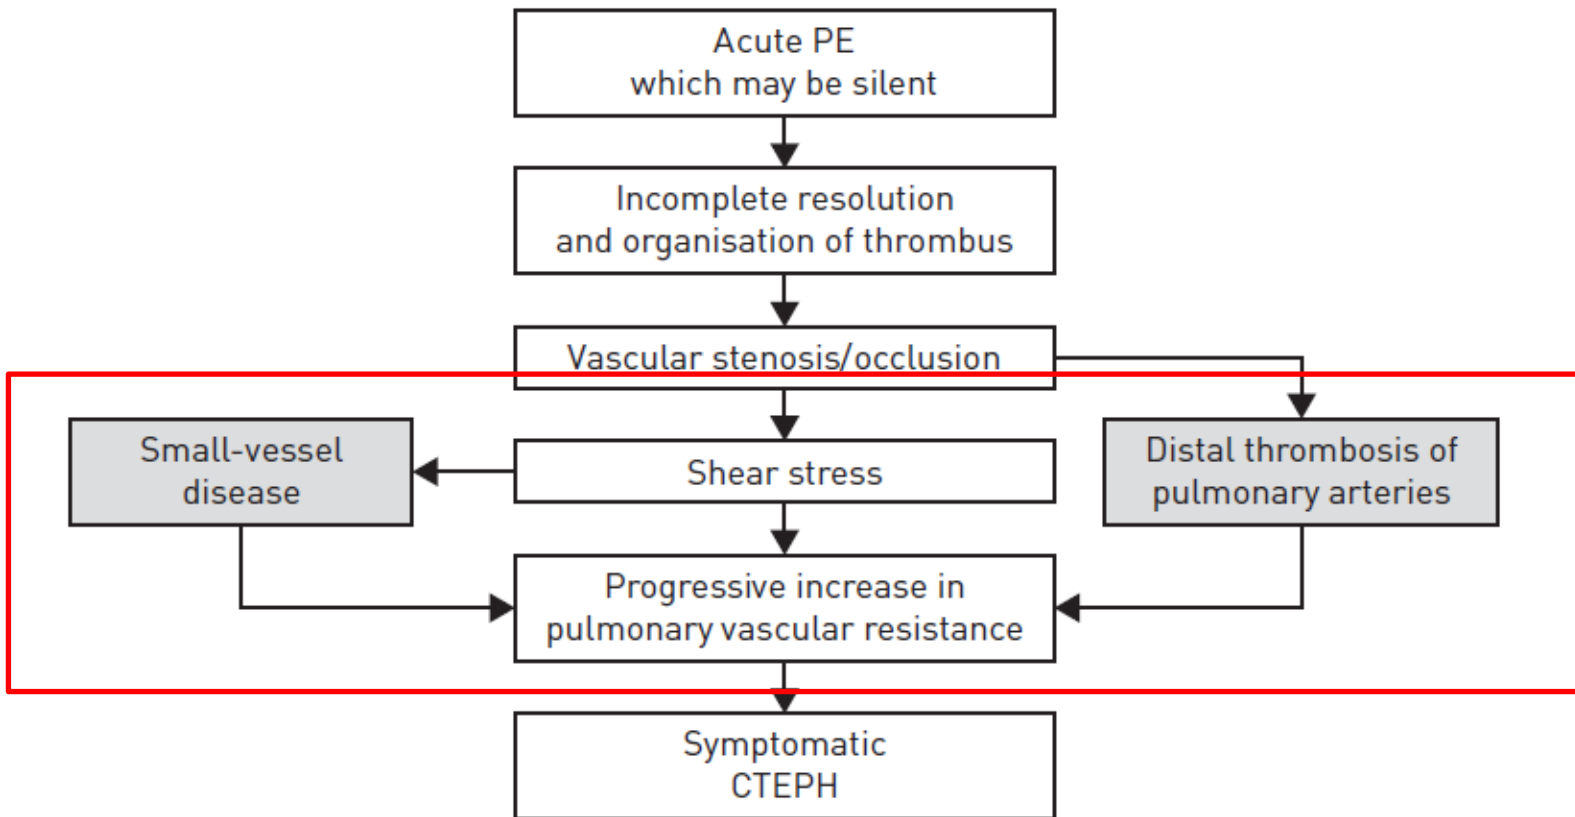 Acute PE
which may be silent
Incomplete resolution
and organisation of thrombus
Vascular stenosis/occlusion
Small-vessel
disease
Shear stress
Distal thrombosis of
pulmonary arteries
Progressive increase in
pulmonary vascular resistance
Symptomatic
CTEPH